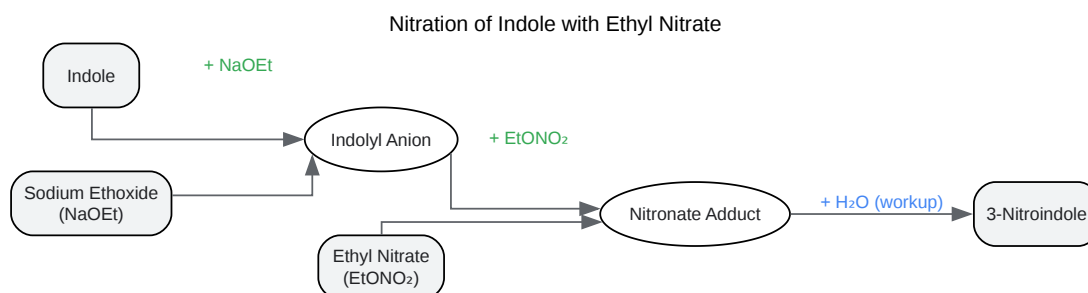 Nitration of Indole with Ethyl Nitrate
Indole
+ NaOEt
Indolyl Anion
+ EtONO₂
Sodium Ethoxide
(NaOEt)
Nitronate Adduct
+ H₂O (workup)
3-Nitroindole
Ethyl Nitrate
(EtONO₂)